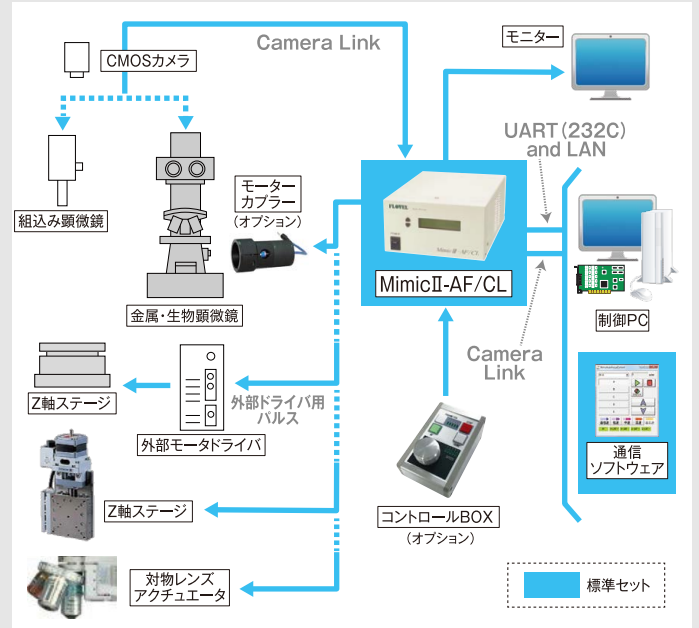 Camera Link
モニター
CMOSカメラ
UART(232C)
and LAN
組込み顕微鏡
モーター
カプラー
(オプション)
FLOVEL
MimicⅡ-AF/CL
金属・生物顕微鏡
制御PC
Camera
Link
Z軸ステージ
外部モータドライバ
外部ドライバ用
パルス
通信
ソフトウェア
Z軸ステージ
コントロールBOX
(オプション)
対物レンズ
アクチュエータ
標準セット